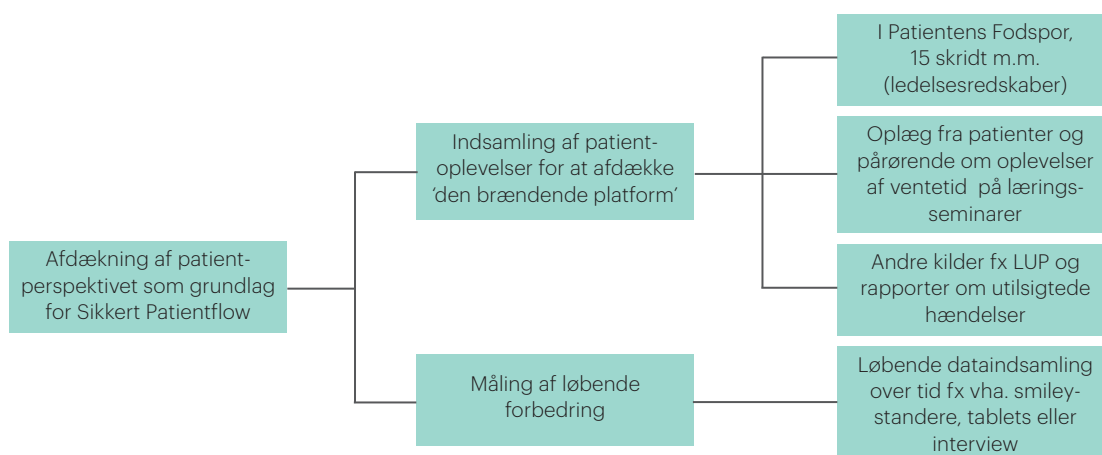 Afdækning af patient-
perspektivet som grundlag
for Sikkert Patientflow
Indsamling af patient-
oplevelser for at afdække
‘den brændende platform’
Måling af løbende
forbedring
I Patientens Fodspor,
15 skridt m.m.
(ledelsesredskaber)
Oplæg fra patienter og
pårørende om oplevelser
af ventetid på lærings-
seminarer
Andre kilder fx LUP og
rapporter om utilsigtede
hændelser
Løbende dataindsamling
over tid fx vha. smiley-
standere, tablets eller
interview